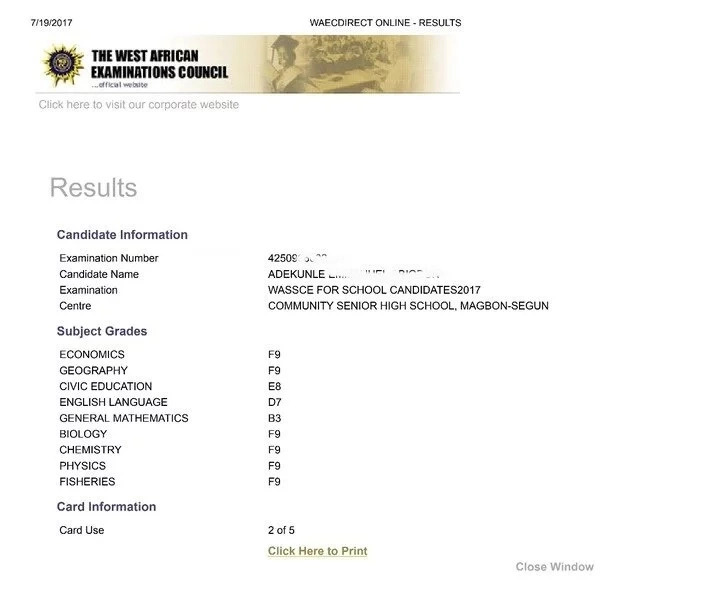 7/19/2017 WAECDIRECT ONLINE - RESULTS
THE WEST AFRICAN
EXAMINATIONS COUNCIL
...official website
Click here to visit our corporate website
Results
Candidate Information
Examination Number 42509
Candidate Name ADEKUNLE
Examination WASSCE FOR SCHOOL CANDIDATES2017
Centre COMMUNITY SENIOR HIGH SCHOOL, MAGBON-SEGUN
Subject Grades
ECONOMICS F9
GEOGRAPHY F9
CIVIC EDUCATION E8
ENGLISH LANGUAGE D7
GENERAL MATHEMATICS B3
BIOLOGY F9
CHEMISTRY F9
PHYSICS F9
FISHERIES F9
Card Information
Card Use 2 of 5
Click Here to Print
Close Window